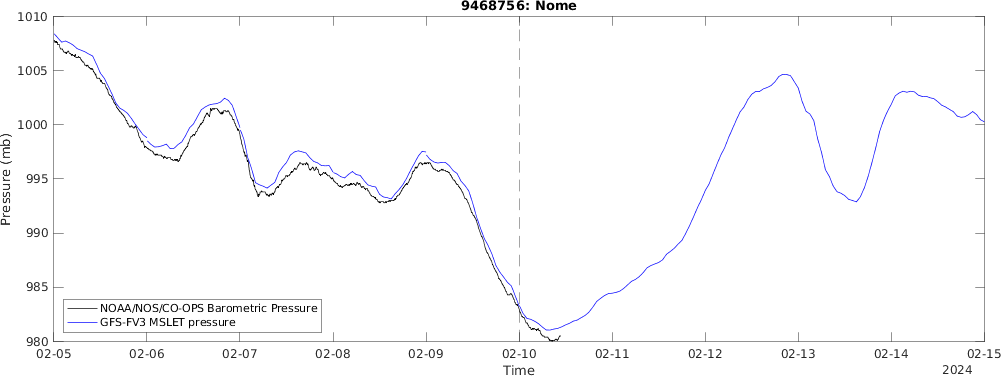 9468756: Nome
Pressure (mb)
1010
1005
1000
995
990
985
980
NOAA/NOS/CO-OPS Barometric Pressure
GFS-FV3 MSLET pressure
02-05 02-06 02-07 02-08 02-09 02-10 02-11 02-12 02-13 02-14 02-15
Time
2024